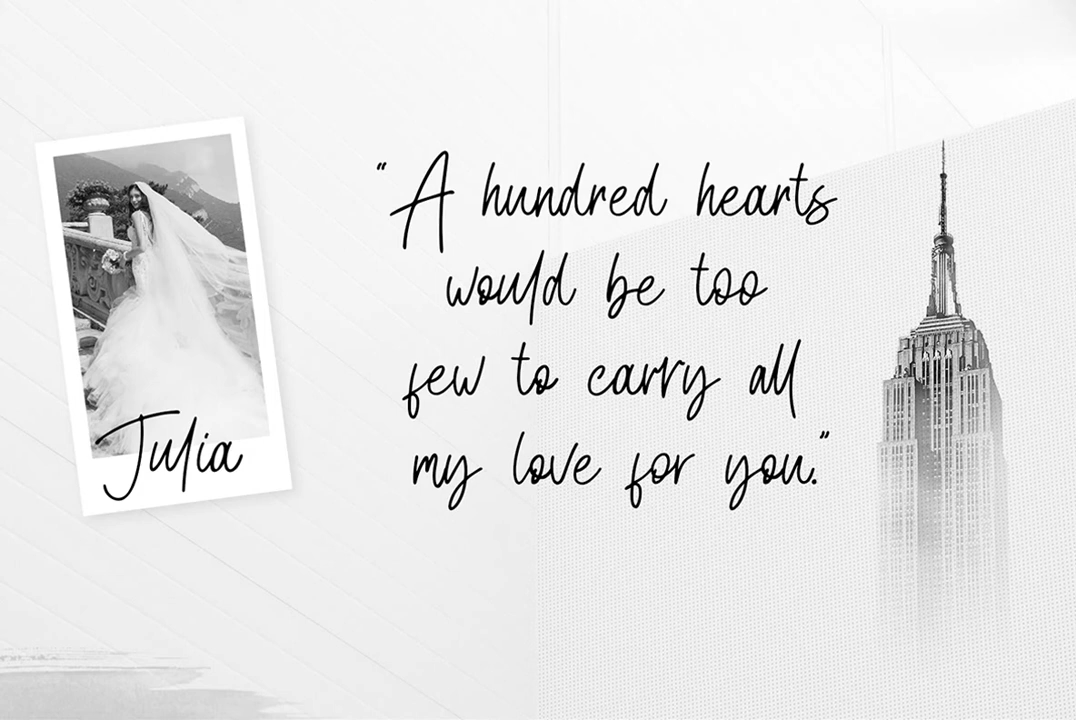 Julia
“A hundred hearts
would be too
few to carry all
my love for you.”